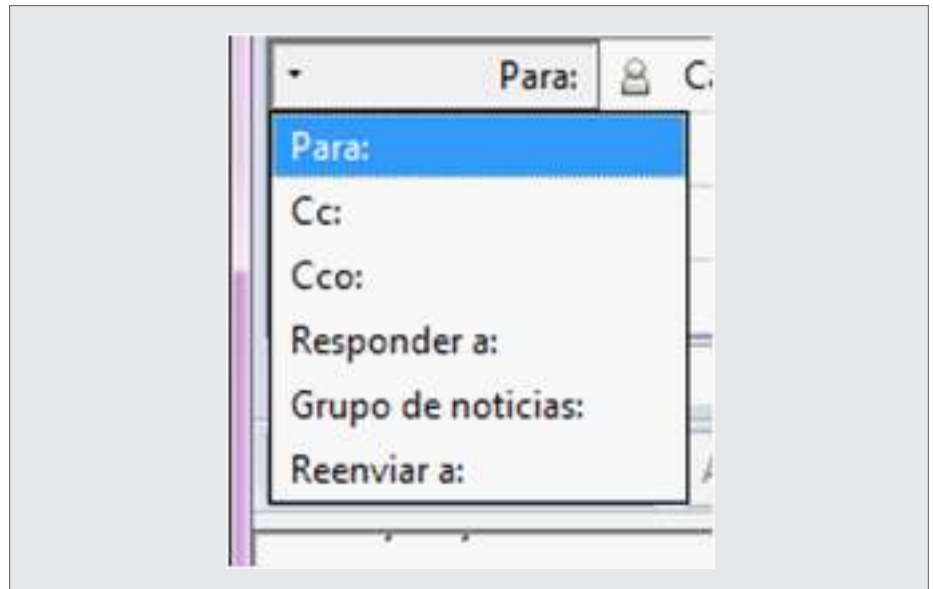 Para:
Para:
Cc:
Cco:
Responder a:
Grupo de noticias:
Reenviar a: